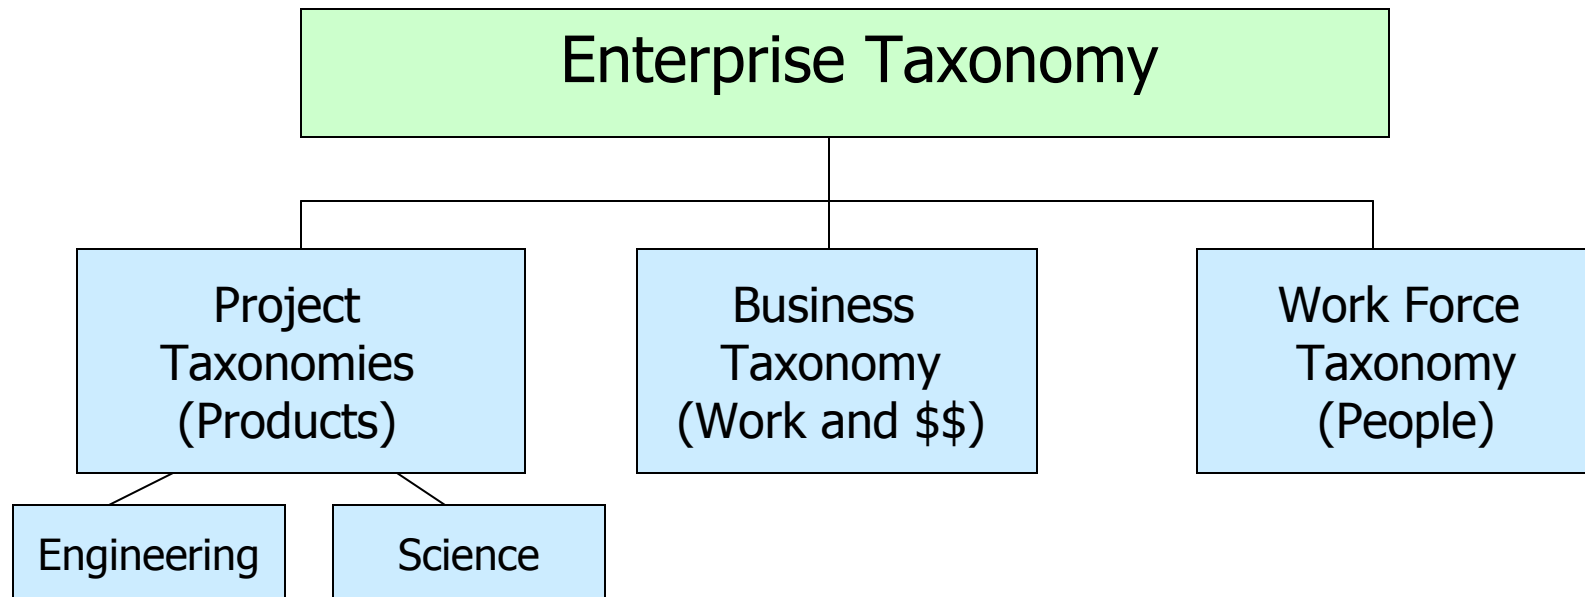 Enterprise Taxonomy
Project
Taxonomies
(Products)
Business
Taxonomy
(Work and $$)
Work Force
Taxonomy
(People)
Engineering
Science